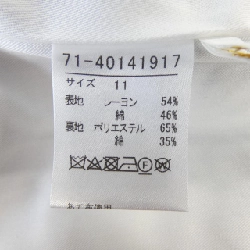 71-40141917
サイズ 11
表地 レーヨン 54%
綿 46%
裏地 ポリエステル 65%
綿 35%